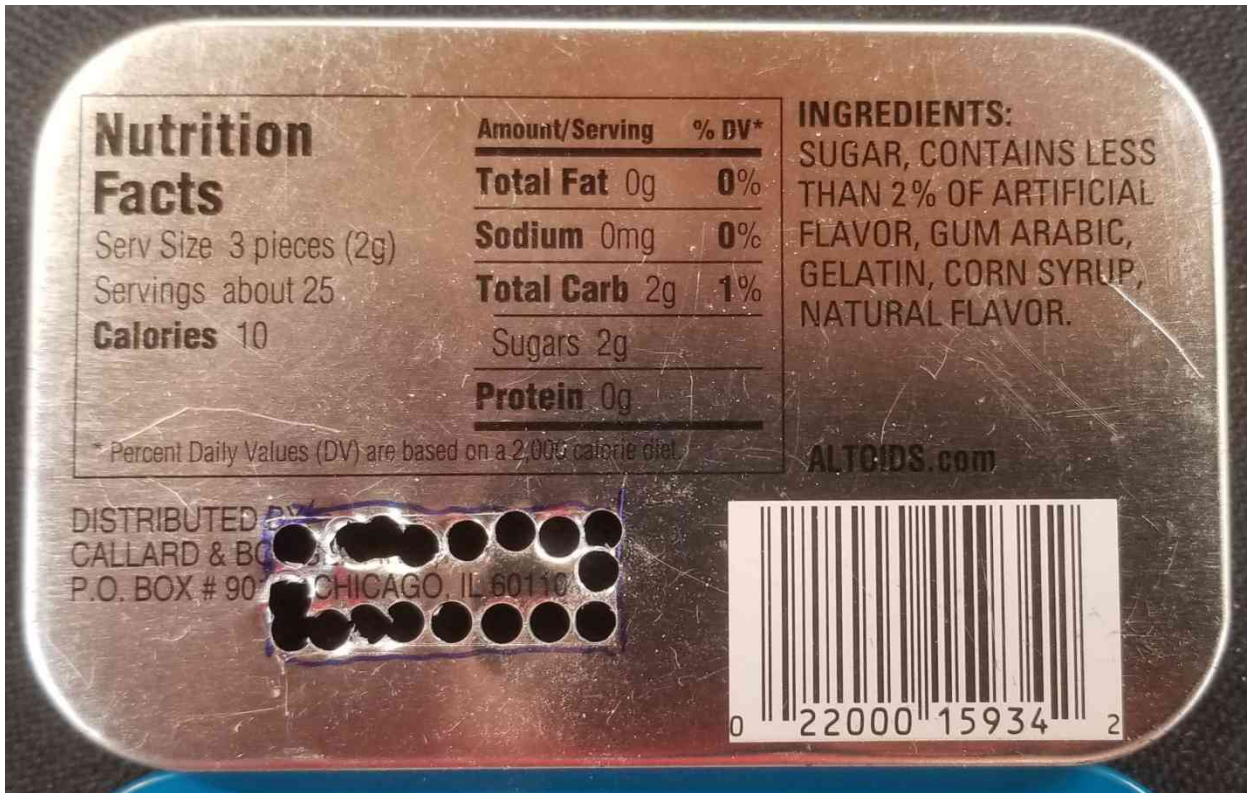 Nutrition
Facts
Serv Size 3 pieces (2g)
Servings about 25
Calories 10
Amount/Serving % DV*
Total Fat 0g 0%
Sodium 0mg 0%
Total Carb 2g 1%
Sugars 2g
Protein 0g
* Percent Daily Values (DV) are based on a 2,000 calorie diet.
INGREDIENTS:
SUGAR, CONTAINS LESS
THAN 2% OF ARTIFICIAL
FLAVOR, GUM ARABIC,
GELATIN, CORN SYRUP,
NATURAL FLAVOR.
ALTOIDS.com
DISTRIBUTED
CALLARD &
P.O. BOX # CHICAGO, IL 60110
0 22000 15934 2